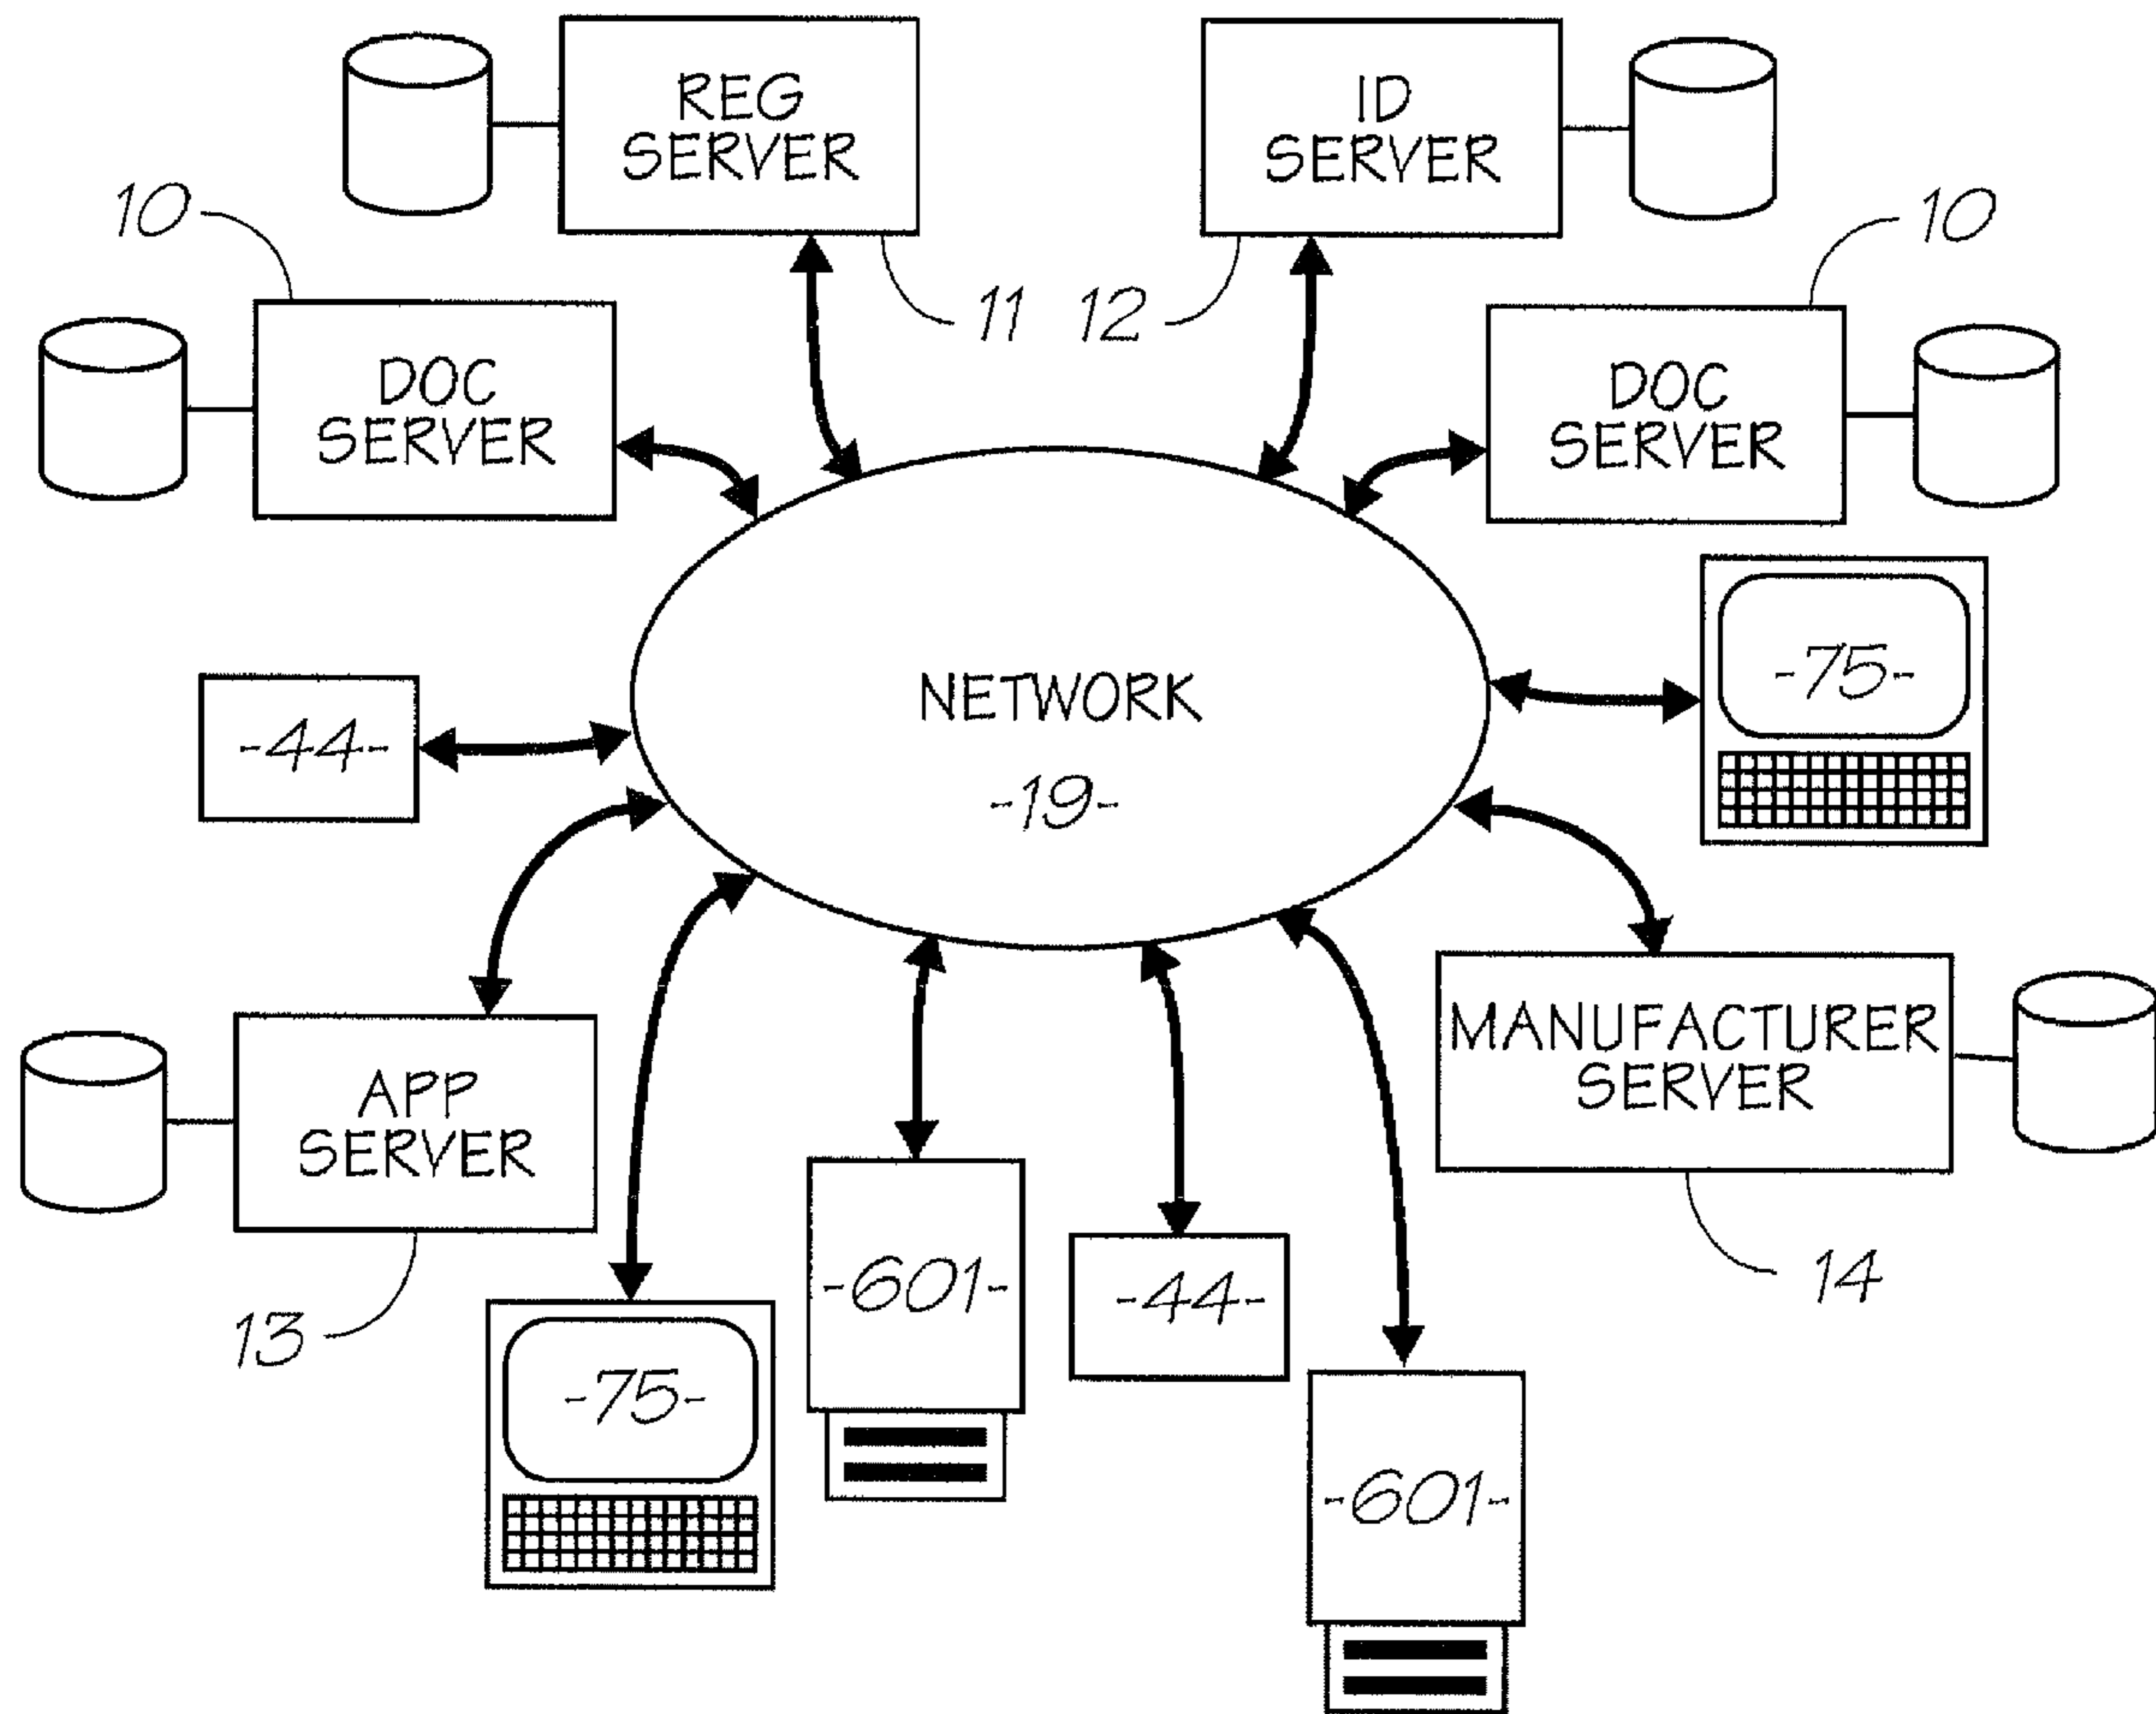 REG
SERVER
ID
SERVER
10
10
11
12
DOC
SERVER
DOC
SERVER
-75-
NETWORK
-19-
-44-
MANUFACTURER
SERVER
APP
SERVER
-601-
-44-
14
13
-75-
-601-